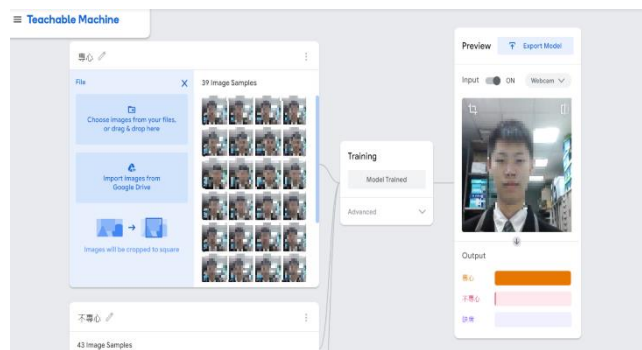 Teachable Machine
專心
File
X
39 Image Samples
Choose images from your files,
or drag & drop here
Import images from
Google Drive
Images will be cropped to square
不專心
43 Image Samples
Training
Model Trained
Advanced
Preview
Export Model
Input
ON
Webcam
Output
專心
不專心